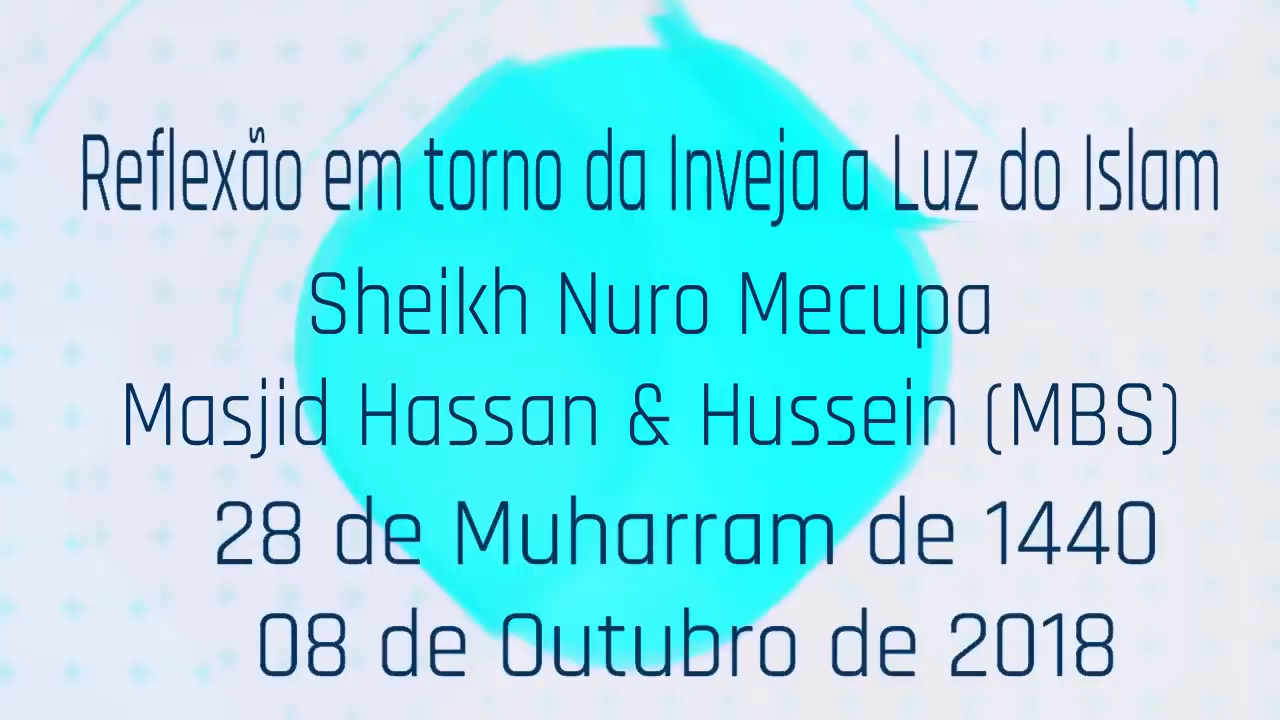 Reflexão em torno da Inveja a Luz do Islam
Sheikh Nuro Mecupa
Masjid Hassan & Hussein (MBS)
28 de Muharram de 1440
08 de Outubro de 2018